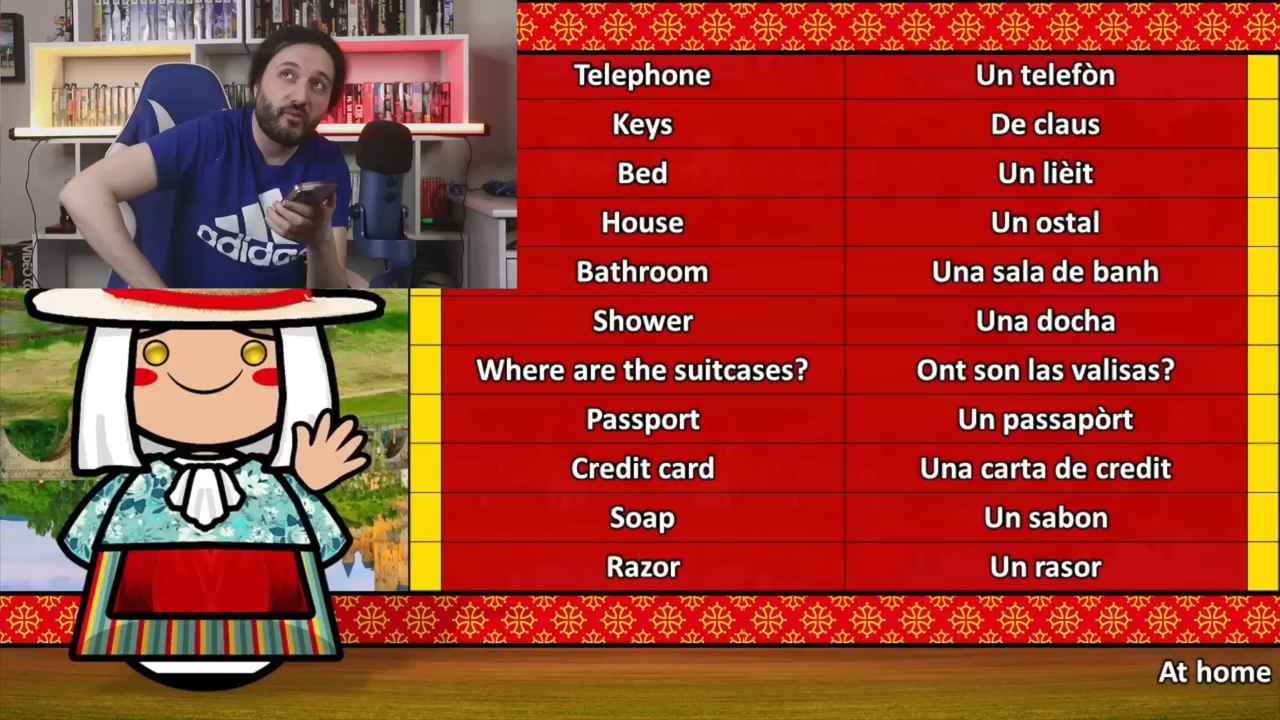 adidas
Telephone Un telefòn
Keys De claus
Bed Un lièit
House Un ostal
Bathroom Una sala de banh
Shower Una docha
Where are the suitcases? Ont son las valisas?
Passport Un passapòrt
Credit card Una carta de credit
Soap Un sabon
Razor Un rasor
At home